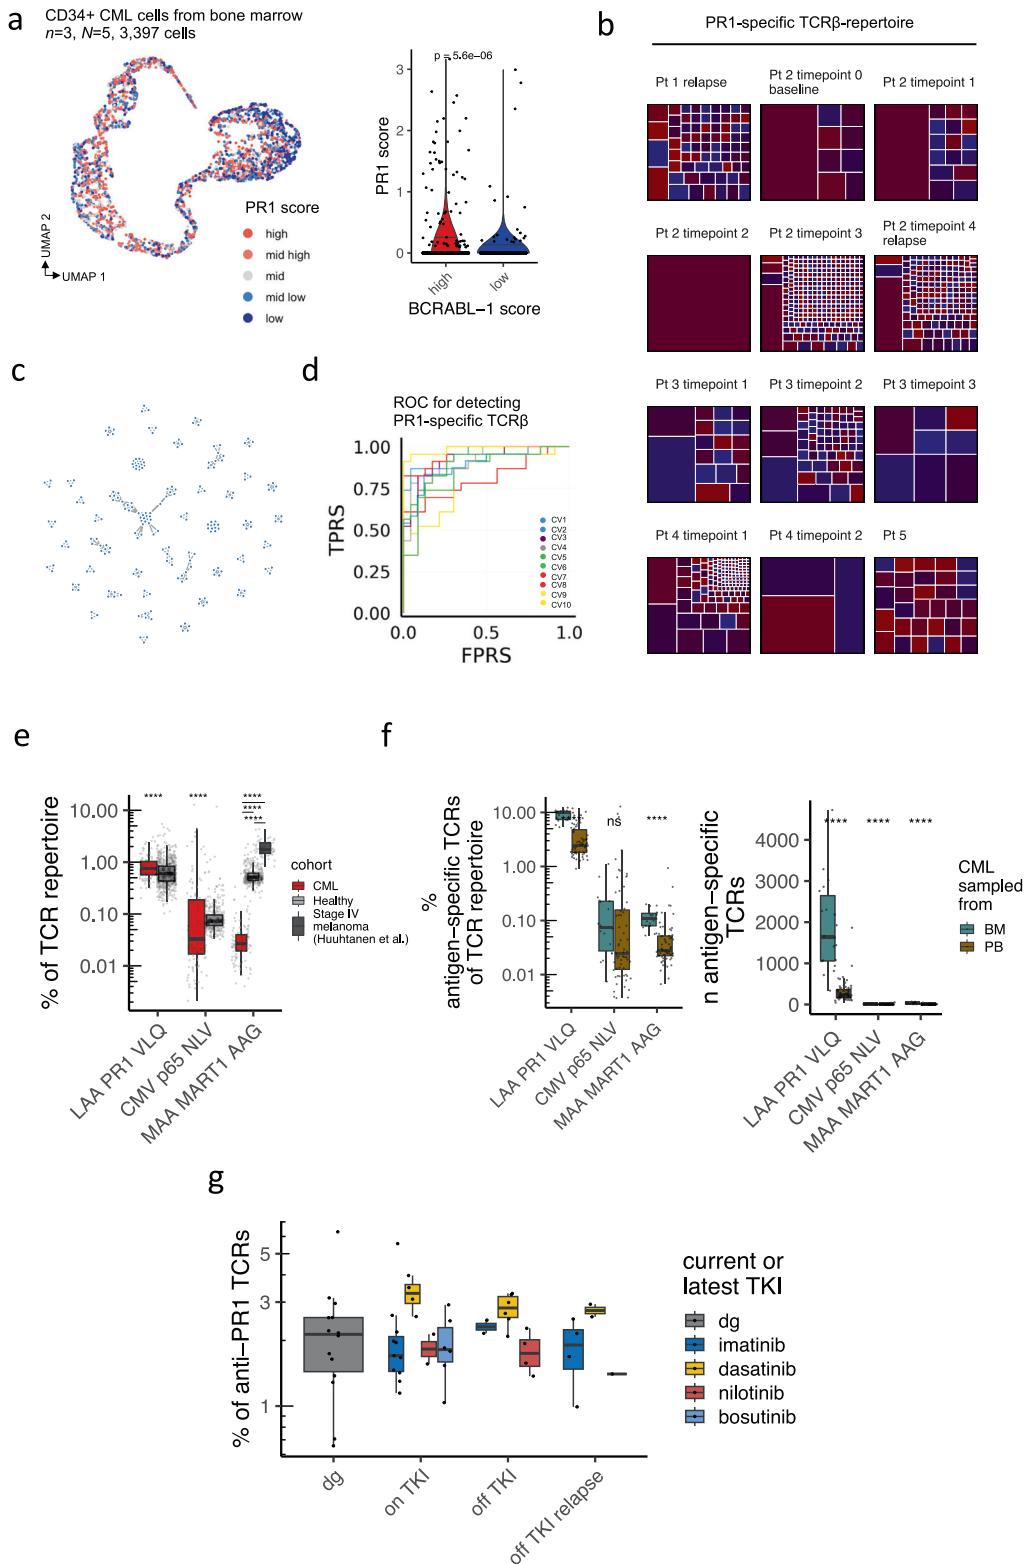 a
CD34+ CML cells from bone marrow
n=3, N=5, 3,397 cells
PR1 score
high
mid high
mid
mid low
low
UMAP 2
UMAP 1
p = 5.6e−06
3
2
1
0
PR1 score
high
low
BCRABL−1 score
b
PR1-specific TCRβ-repertoire
Pt 1 relapse
Pt 2 timepoint 0
baseline
Pt 2 timepoint 1
Pt 2 timepoint 2
Pt 2 timepoint 3
Pt 2 timepoint 4
relapse
Pt 3 timepoint 1
Pt 3 timepoint 2
Pt 3 timepoint 3
Pt 4 timepoint 1
Pt 4 timepoint 2
Pt 5
c
d
ROC for detecting
PR1-specific TCRβ
TPRS
1.00
0.75
0.50
0.25
0.00
0.0
0.5
1.0
FPRS
CV1
CV2
CV3
CV4
CV5
CV6
CV7
CV8
CV9
CV10
e
% of TCR repertoire
10.00
1.00
0.10
0.01
****
****
****
****
****
LAA PR1 VLQ
CMV p65 NLV
MAA MART1 AAG
cohort
CML
Healthy
Stage IV
melanoma
(Huuhtanen et al.)
f
%
antigen−specific TCRs
of TCR repertoire
10.00
1.00
0.10
0.01
ns
****
LAA PR1 VLQ
CMV p65 NLV
MAA MART1 AAG
n antigen−specific
TCRs
4000
3000
2000
1000
0
****
****
****
LAA PR1 VLQ
CMV p65 NLV
MAA MART1 AAG
CML
sampled
from
BM
PB
g
% of anti−PR1 TCRs
5
3
1
dg
on TKI
off TKI
off TKI relapse
current or
latest TKI
dg
imatinib
dasatinib
nilotinib
bosutinib